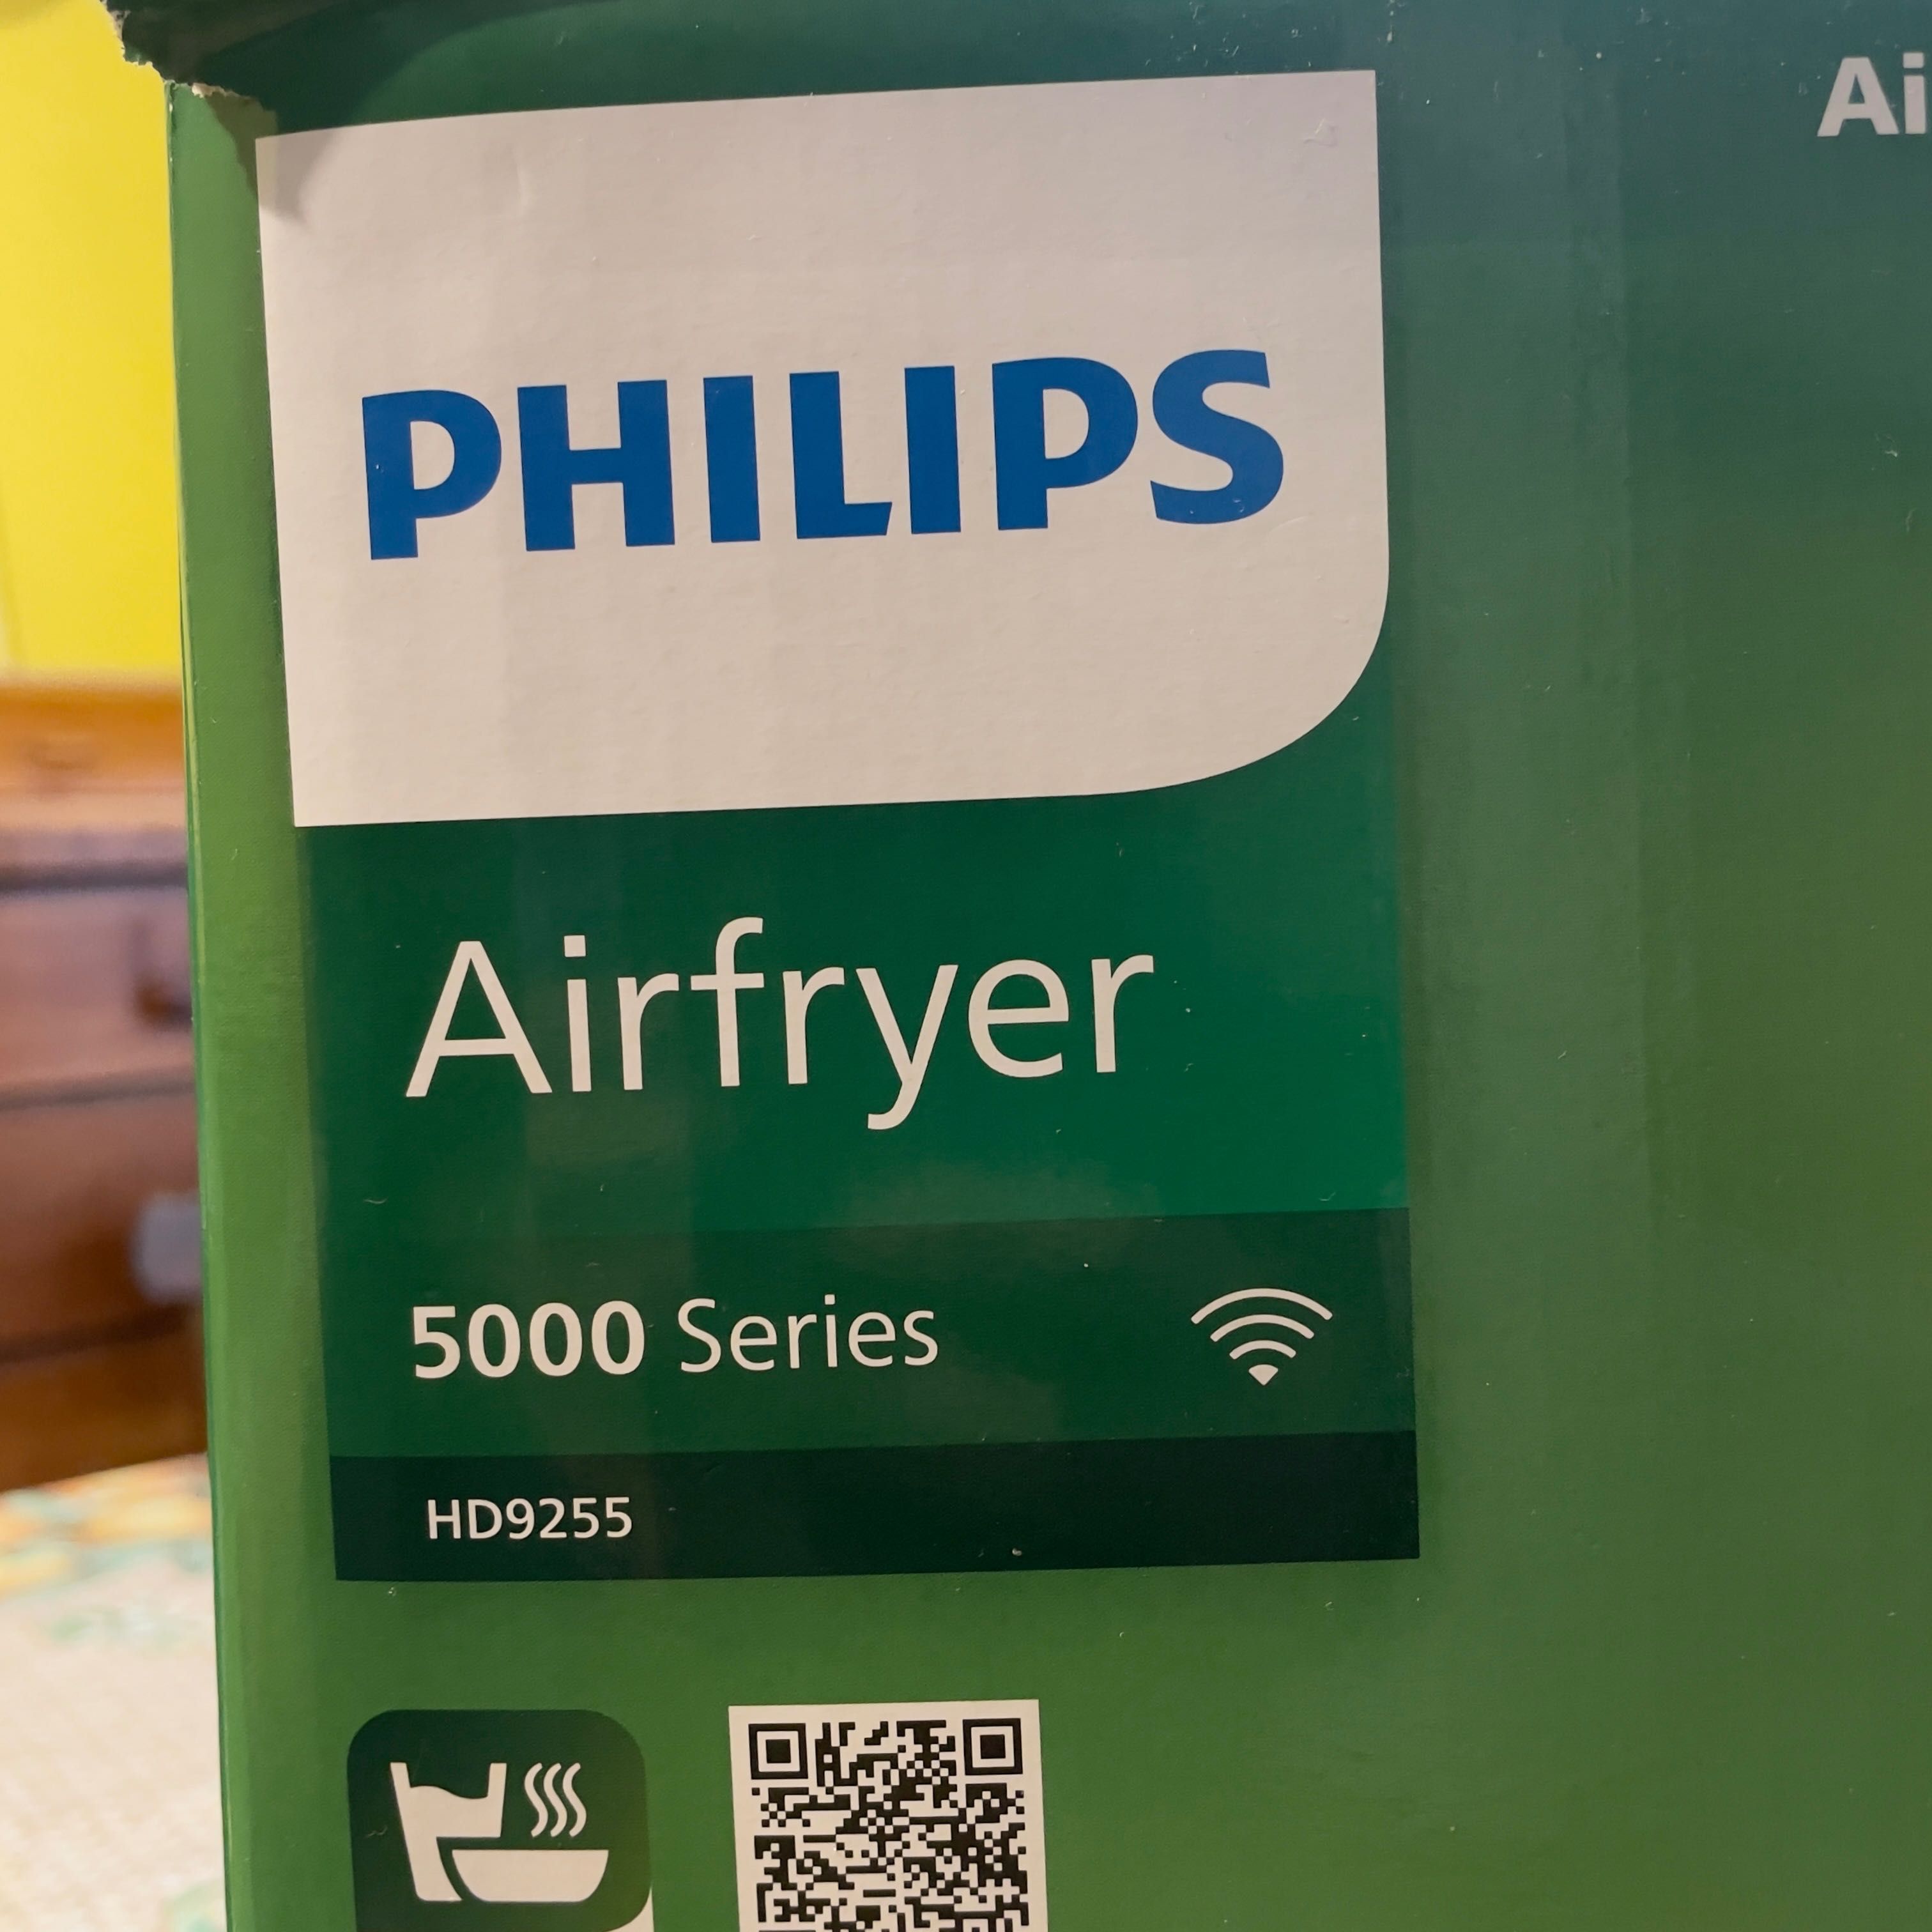 Ai
PHILIPS
Airfryer
5000 Series
HD9255